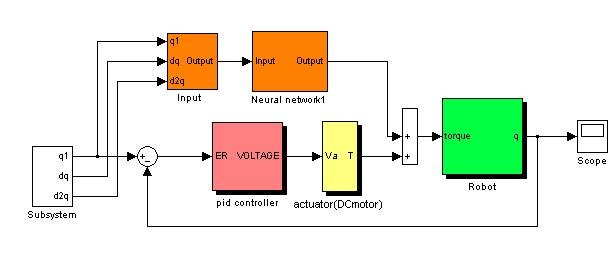 q1
dq Output
d2q
Input
Input Output
Neural network1
+
+
torque q
Robot
Scope
q1
dq
d2q
Subsystem
+
-
ER VOLTAGE
pid controller
Va T
actuator(DCmotor)